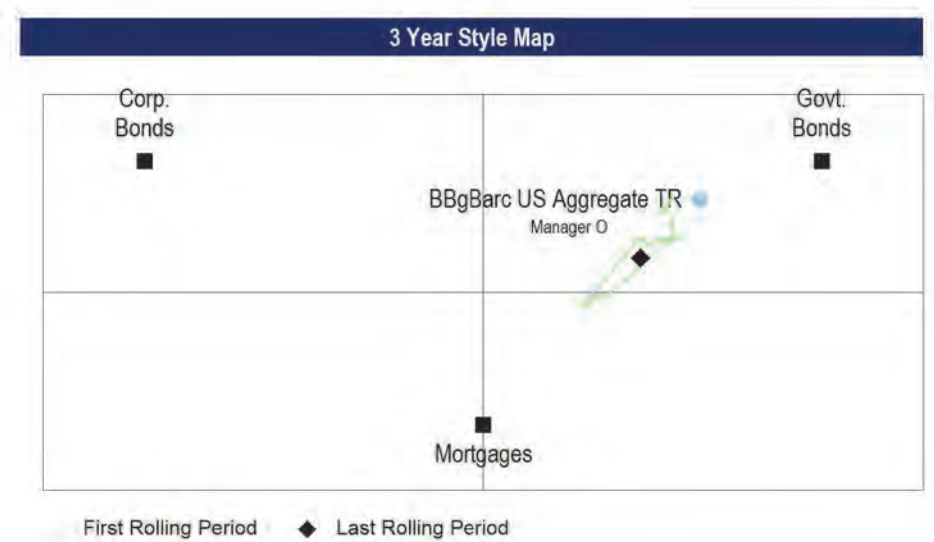 3 Year Style Map
Corp.
Bonds
Govt.
Bonds
BBgBarc US Aggregate TR
Manager O
Mortgages
First Rolling Period
Last Rolling Period